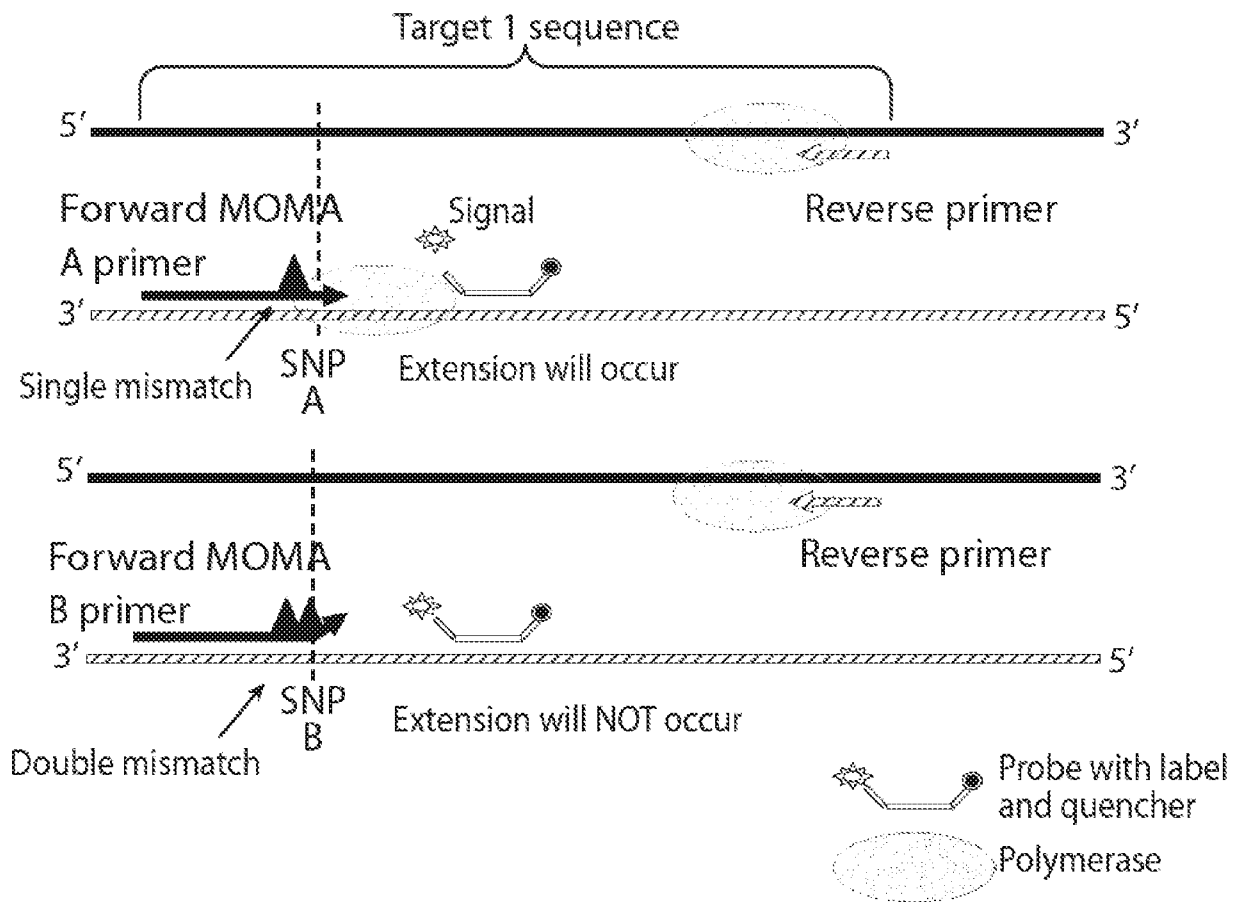 Target 1 sequence
5′
3′
Forward MOMA
A primer
Signal
Reverse primer
3′
5′
Single mismatch
SNP
A
Extension will occur
5′
3′
Forward MOMA
B primer
Reverse primer
3′
5′
Double mismatch
SNP
B
Extension will NOT occur
Probe with label
and quencher
Polymerase